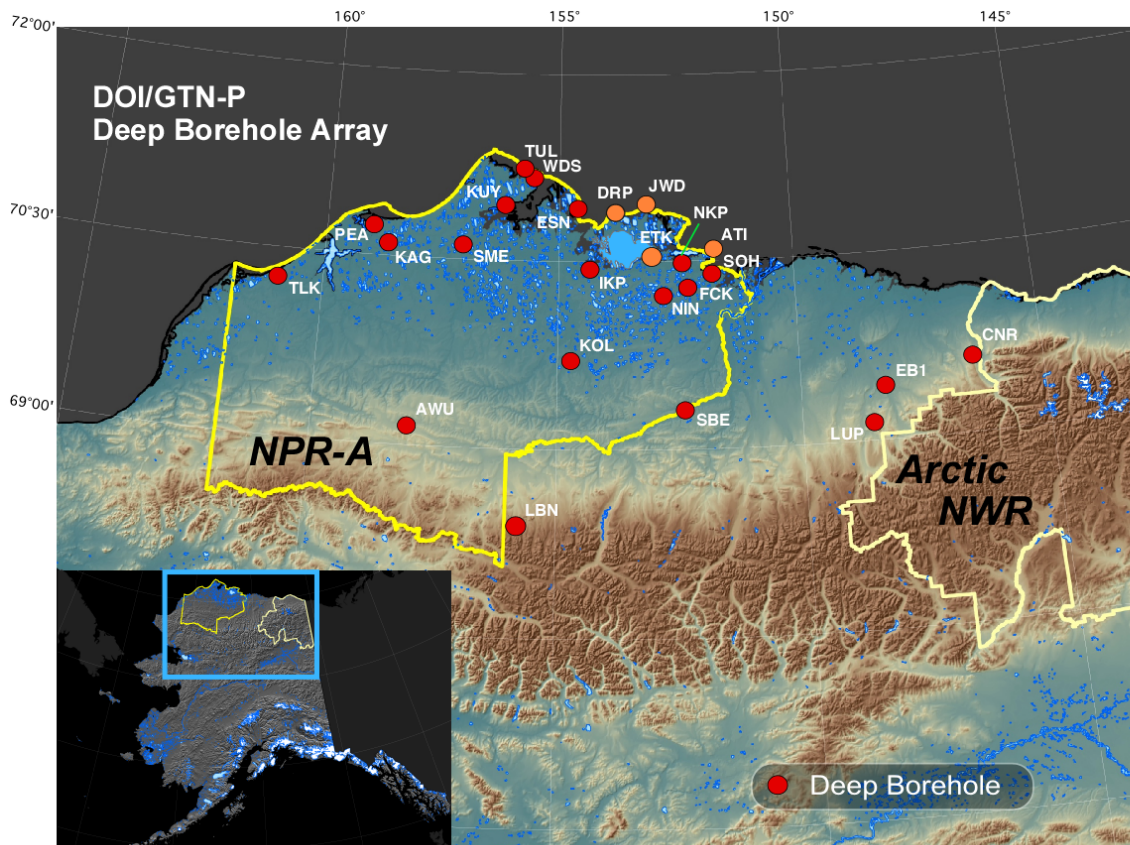 160°
155°
150°
145°
72°00'
DOI/GTN-P
Deep Borehole Array
TUL
WDS
KUY
DRP
JWD
70°30'
ESN
NKP
PEA
ETK
ATI
KAG
SME
SOH
TLK
IKP
FCK
NIN
CNR
KOL
EB1
69°00'
AWU
SBE
LUP
NPR-A
Arctic
NWR
LBN
Deep Borehole